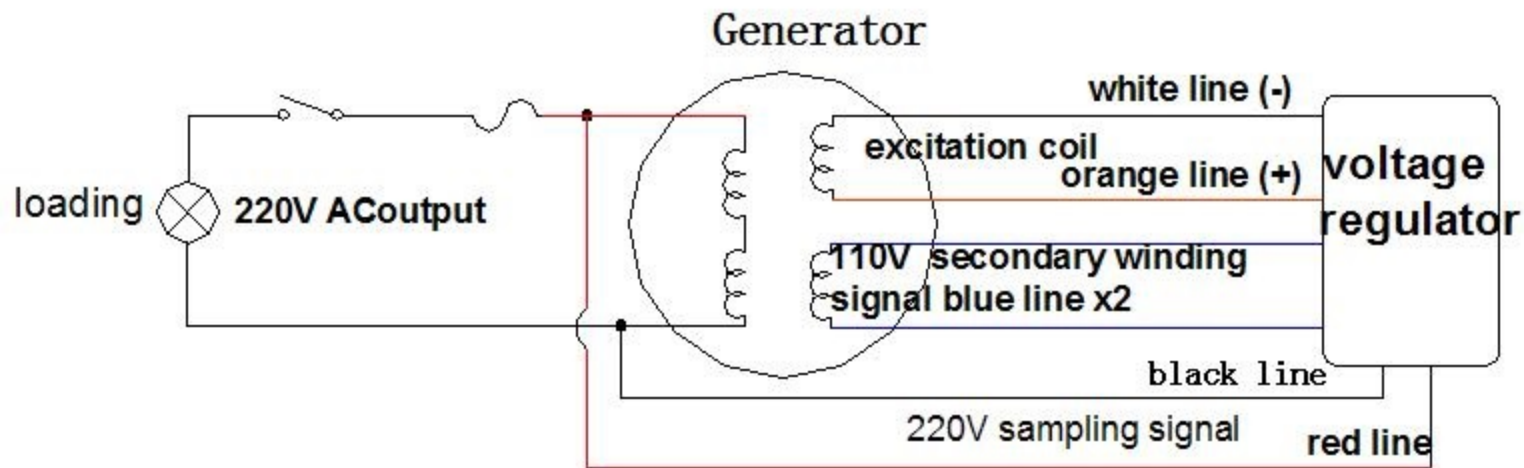 Generator
white line (-)
excitation coil
orange line (+)
voltage
regulator
loading
220V ACoutput
110V secondary winding
signal blue line x2
black line
220V sampling signal
red line